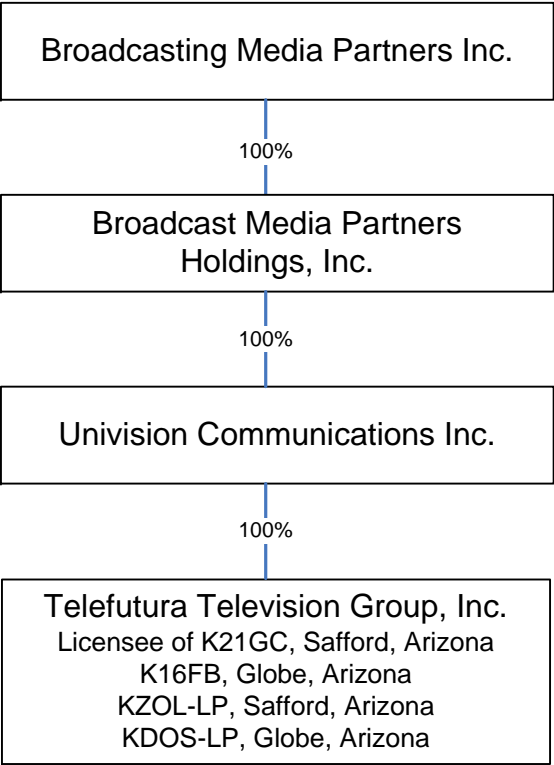 Broadcasting Media Partners Inc.
100%
Broadcast Media Partners
Holdings, Inc.
100%
Univision Communications Inc.
100%
Telefutura Television Group, Inc.
Licensee of K21GC, Safford, Arizona
K16FB, Globe, Arizona
KZOL-LP, Safford, Arizona
KDOS-LP, Globe, Arizona